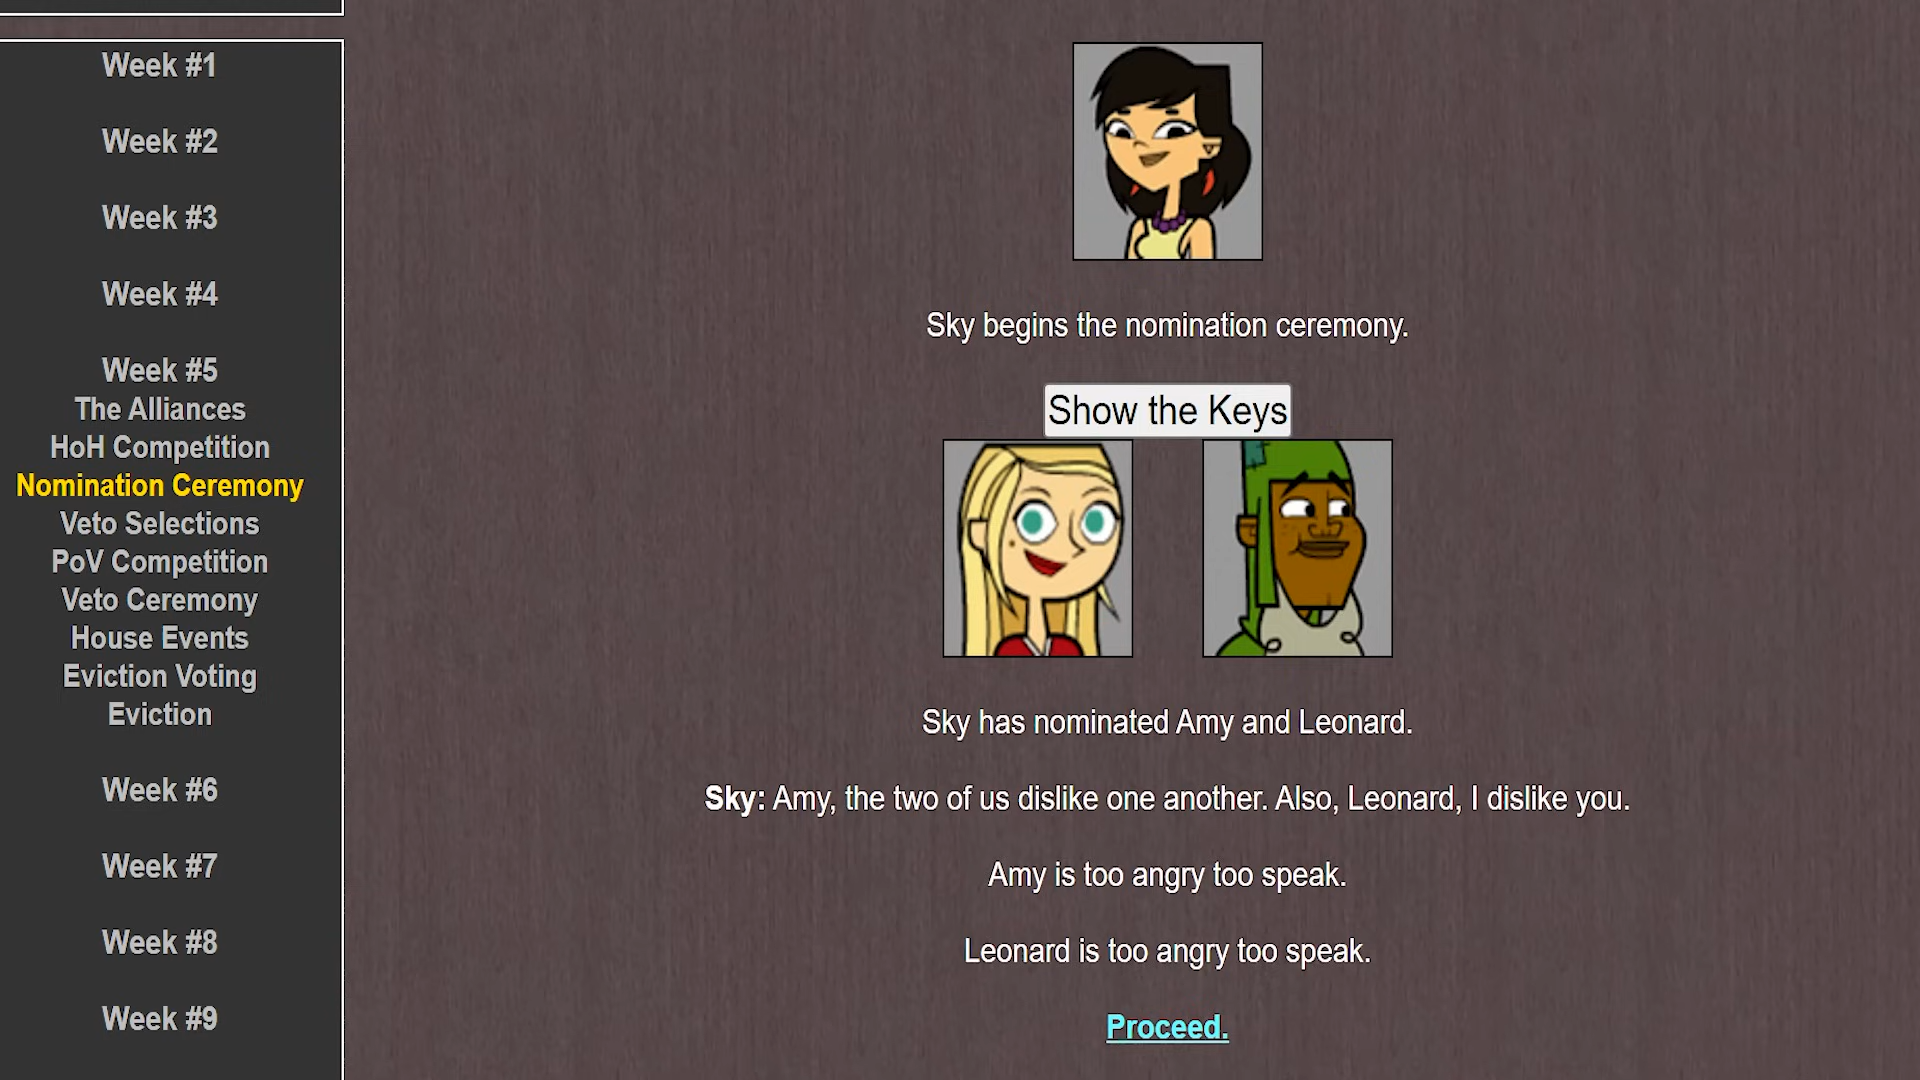 Week #1
Week #2
Week #3
Week #4
Week #5
The Alliances
HoH Competition
Nomination Ceremony
Veto Selections
PoV Competition
Veto Ceremony
House Events
Eviction Voting
Eviction
Week #6
Week #7
Week #8
Week #9
Sky begins the nomination ceremony.
Show the Keys
Sky has nominated Amy and Leonard.
Sky: Amy, the two of us dislike one another. Also, Leonard, I dislike you.
Amy is too angry too speak.
Leonard is too angry too speak.
Proceed.